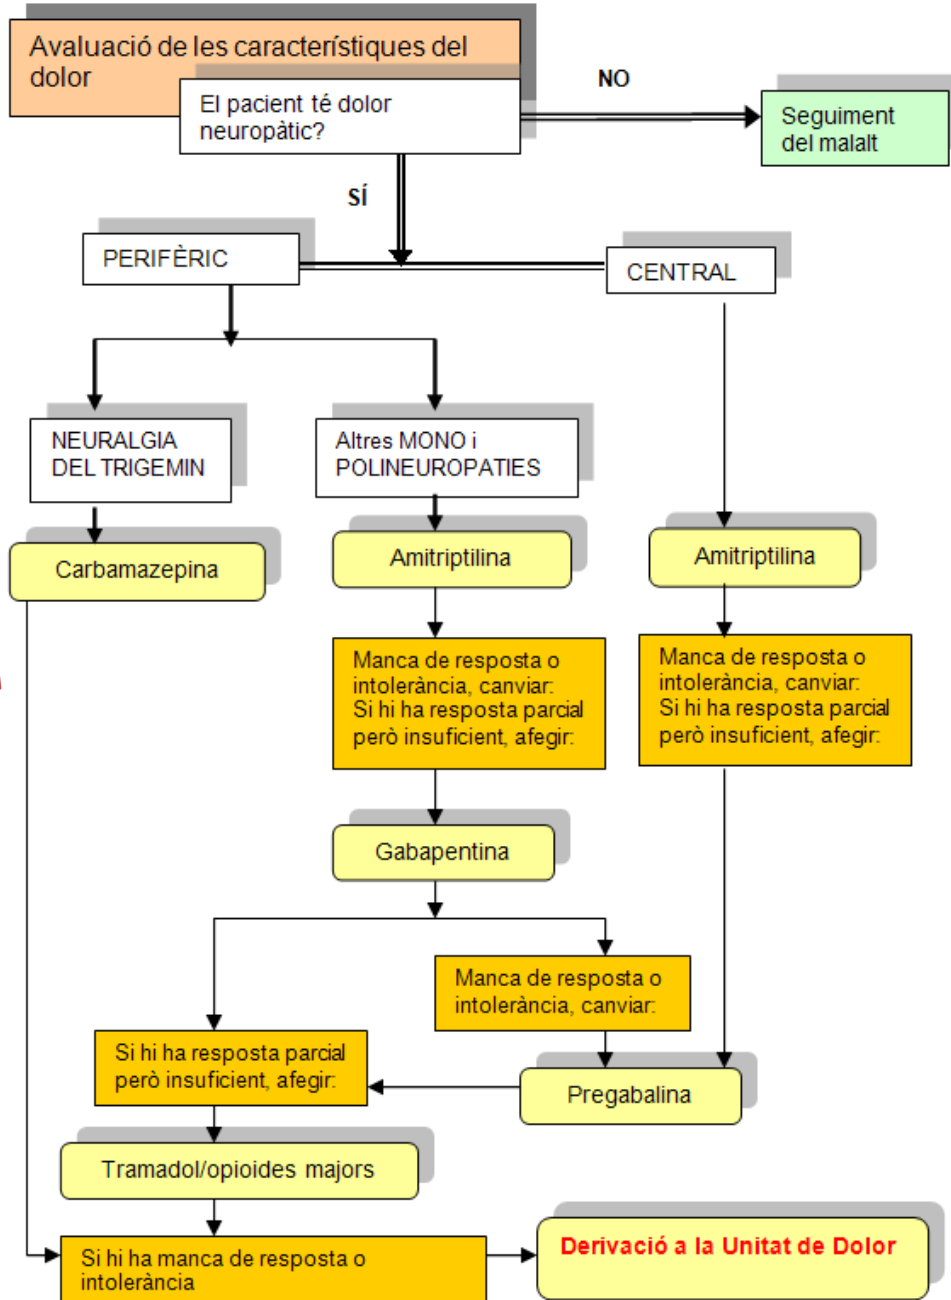 Avaluació de les característiques del
dolor
El pacient té dolor
neuropàtic?
NO
Seguiment
del malalt
SÍ
PERIFÈRIC
CENTRAL
NEURALGIA
DEL TRIGEMIN
Altres MONO i
POLINEUROPATIES
Carbamazepina
Amitriptilina
Amitriptilina
Manca de resposta o
intolerància, canviar:
Si hi ha resposta parcial
però insuficient, afegir:
Manca de resposta o
intolerància, canviar:
Si hi ha resposta parcial
però insuficient, afegir:
Gabapentina
Manca de resposta o
intolerància, canviar:
Si hi ha resposta parcial
però insuficient, afegir:
Pregabalina
Tramadol/opioides majors
Si hi ha manca de resposta o
intolerància
Derivació a la Unitat de Dolor